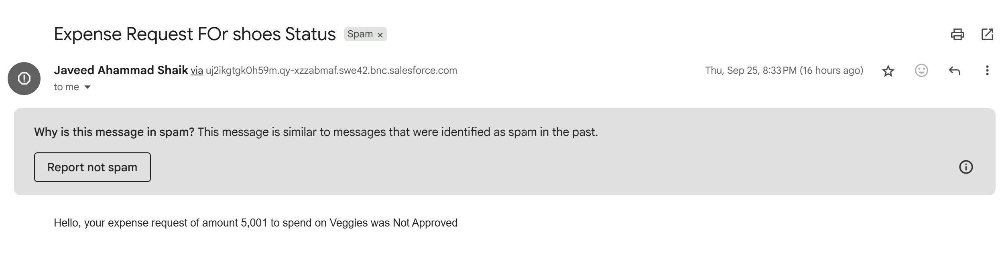 Expense Request FOr shoes Status Spam ×
Javeed Ahammad Shaik via uj2ikgtgk0h59m.qy-xzzabmaf.swe42.bnc.salesforce.com Thu, Sep 25, 8:33 PM (16 hours ago)
to me
Why is this message in spam? This message is similar to messages that were identified as spam in the past.
Report not spam
Hello, your expense request of amount 5,001 to spend on Veggies was Not Approved